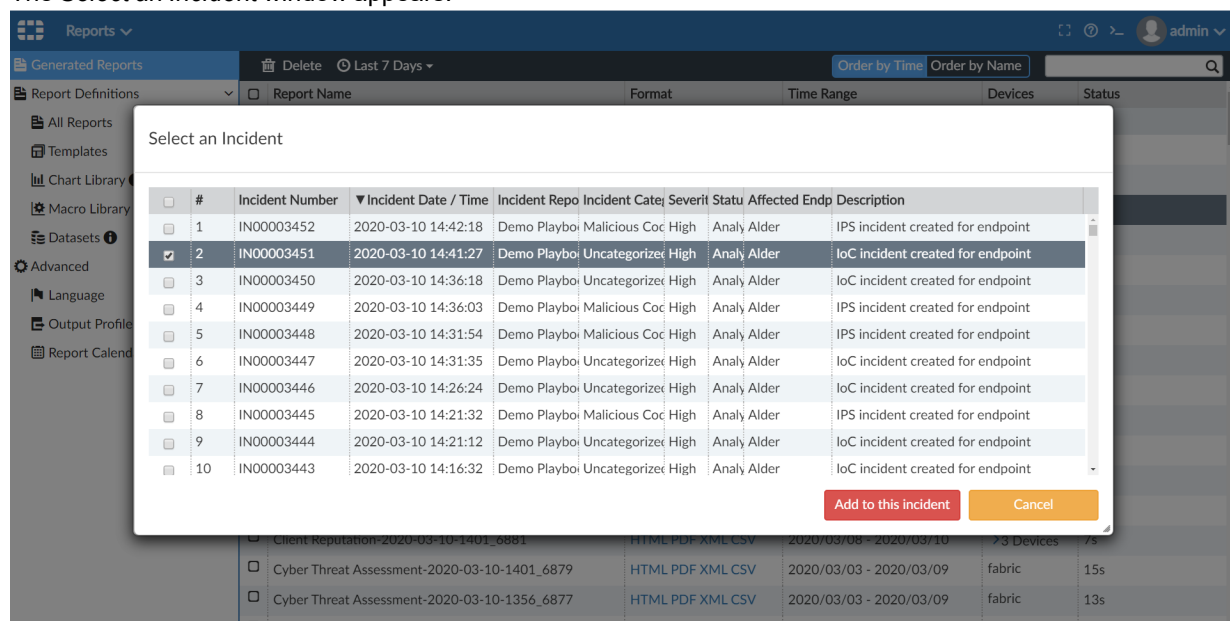 The Select an Incident window appears.
Reports admin
Generated Reports Delete Last 7 Days Order by Time Order by Name
Report Definitions Report Name Format Time Range Devices Status
All Reports
Templates
Chart Library
Macro Library
Datasets
Advanced
Language
Output Profile
Report Calend
Select an Incident
# Incident Number ▼Incident Date / Time Incident Repo Incident Categ Severit Statu Affected Endp Description
1 IN00003452 2020-03-10 14:42:18 Demo Playbo Malicious Coc High Analy Alder IPS incident created for endpoint
2 IN00003451 2020-03-10 14:41:27 Demo Playbo Uncategorized High Analy Alder IoC incident created for endpoint
3 IN00003450 2020-03-10 14:36:18 Demo Playbo Uncategorized High Analy Alder IoC incident created for endpoint
4 IN00003449 2020-03-10 14:36:03 Demo Playbo Malicious Coc High Analy Alder IPS incident created for endpoint
5 IN00003448 2020-03-10 14:31:54 Demo Playbo Malicious Coc High Analy Alder IPS incident created for endpoint
6 IN00003447 2020-03-10 14:31:35 Demo Playbo Uncategorized High Analy Alder IoC incident created for endpoint
7 IN00003446 2020-03-10 14:26:24 Demo Playbo Uncategorized High Analy Alder IoC incident created for endpoint
8 IN00003445 2020-03-10 14:21:32 Demo Playbo Malicious Coc High Analy Alder IPS incident created for endpoint
9 IN00003444 2020-03-10 14:21:12 Demo Playbo Uncategorized High Analy Alder IoC incident created for endpoint
10 IN00003443 2020-03-10 14:16:32 Demo Playbo Uncategorized High Analy Alder IoC incident created for endpoint
Add to this incident Cancel
Client Reputation-2020-03-10-1401_6881 HTML PDF XML CSV 2020/03/08 - 2020/03/10 >3 Devices 7s
Cyber Threat Assessment-2020-03-10-1401_6879 HTML PDF XML CSV 2020/03/03 - 2020/03/09 fabric 15s
Cyber Threat Assessment-2020-03-10-1356_6877 HTML PDF XML CSV 2020/03/03 - 2020/03/09 fabric 13s